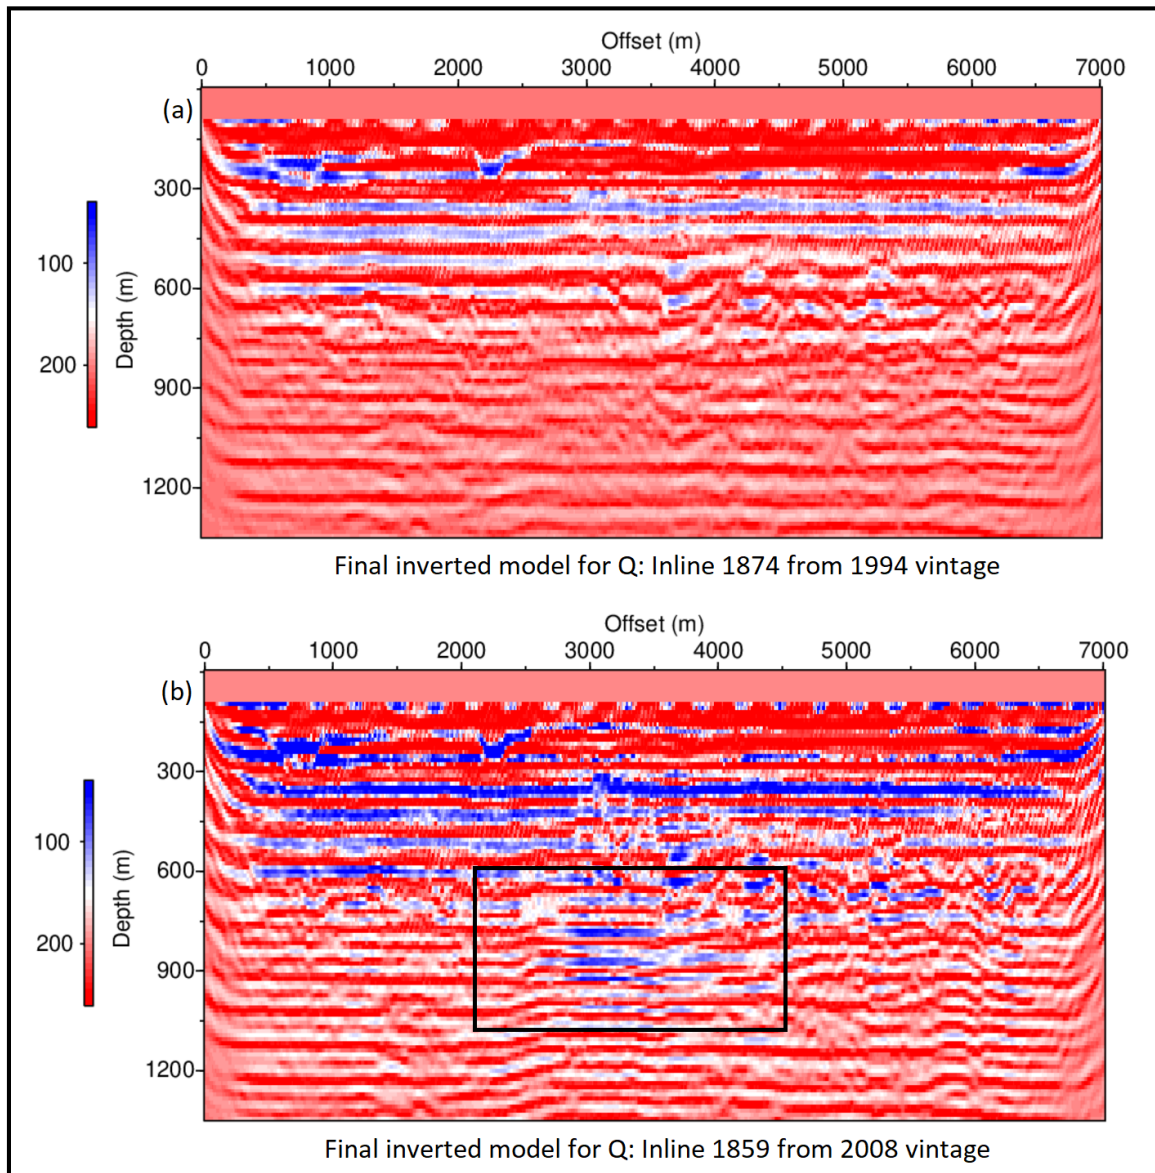 Offset (m)
0 1000 2000 3000 4000 5000 6000 7000
(a)
300
100
Depth (m)
600
200
900
1200
Final inverted model for Q: Inline 1874 from 1994 vintage
Offset (m)
0 1000 2000 3000 4000 5000 6000 7000
(b)
300
100
Depth (m)
600
200
900
1200
Final inverted model for Q: Inline 1859 from 2008 vintage